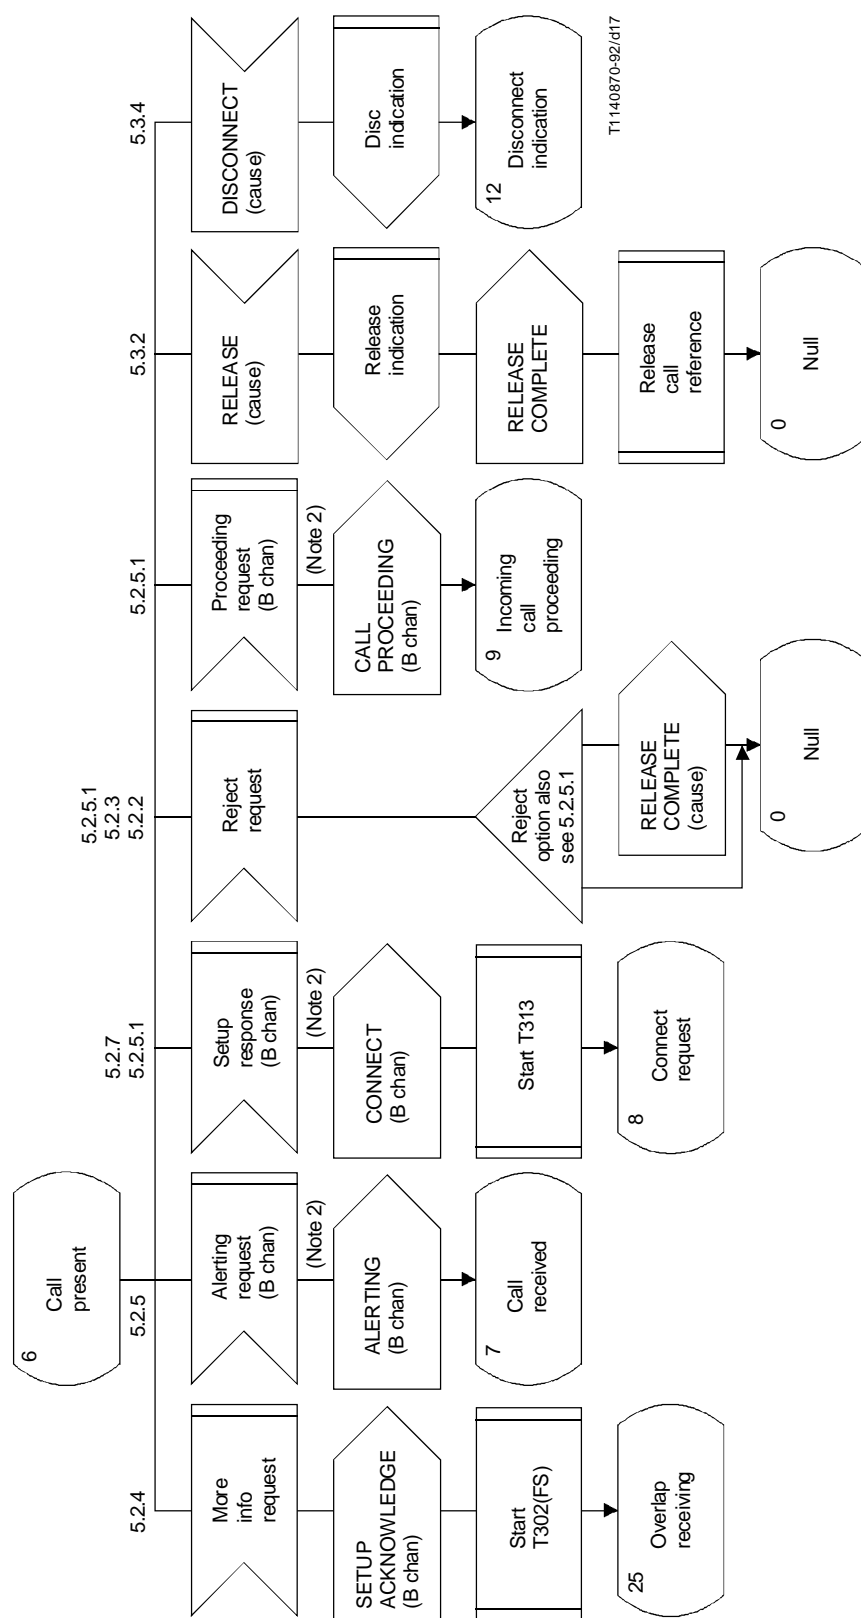 6
Call
present
5.2.4
5.2.5
5.2.7
5.2.5.1
5.2.5.1
5.2.3
5.2.2
5.2.5.1
5.3.2
5.3.4
More
info
request
Alerting
request
(B chan)
Setup
response
(B chan)
Reject
request
Proceeding
request
(B chan)
RELEASE
(cause)
DISCONNECT
(cause)
(Note 2)
(Note 2)
(Note 2)
SETUP
ACKNOWLEDGE
(B chan)
ALERTING
(B chan)
CONNECT
(B chan)
CALL
PROCEEDING
(B chan)
Release
indication
Disc
indication
Start
T302(FS)
7
Call
received
Start T313
Reject
option also
see 5.2.5.1
9
Incoming
call
proceeding
RELEASE
COMPLETE
12
Disconnect
indication
25
Overlap
receiving
8
Connect
request
RELEASE
COMPLETE
(cause)
Release
call
reference
T1140870-92/d17
0
Null
0
Null